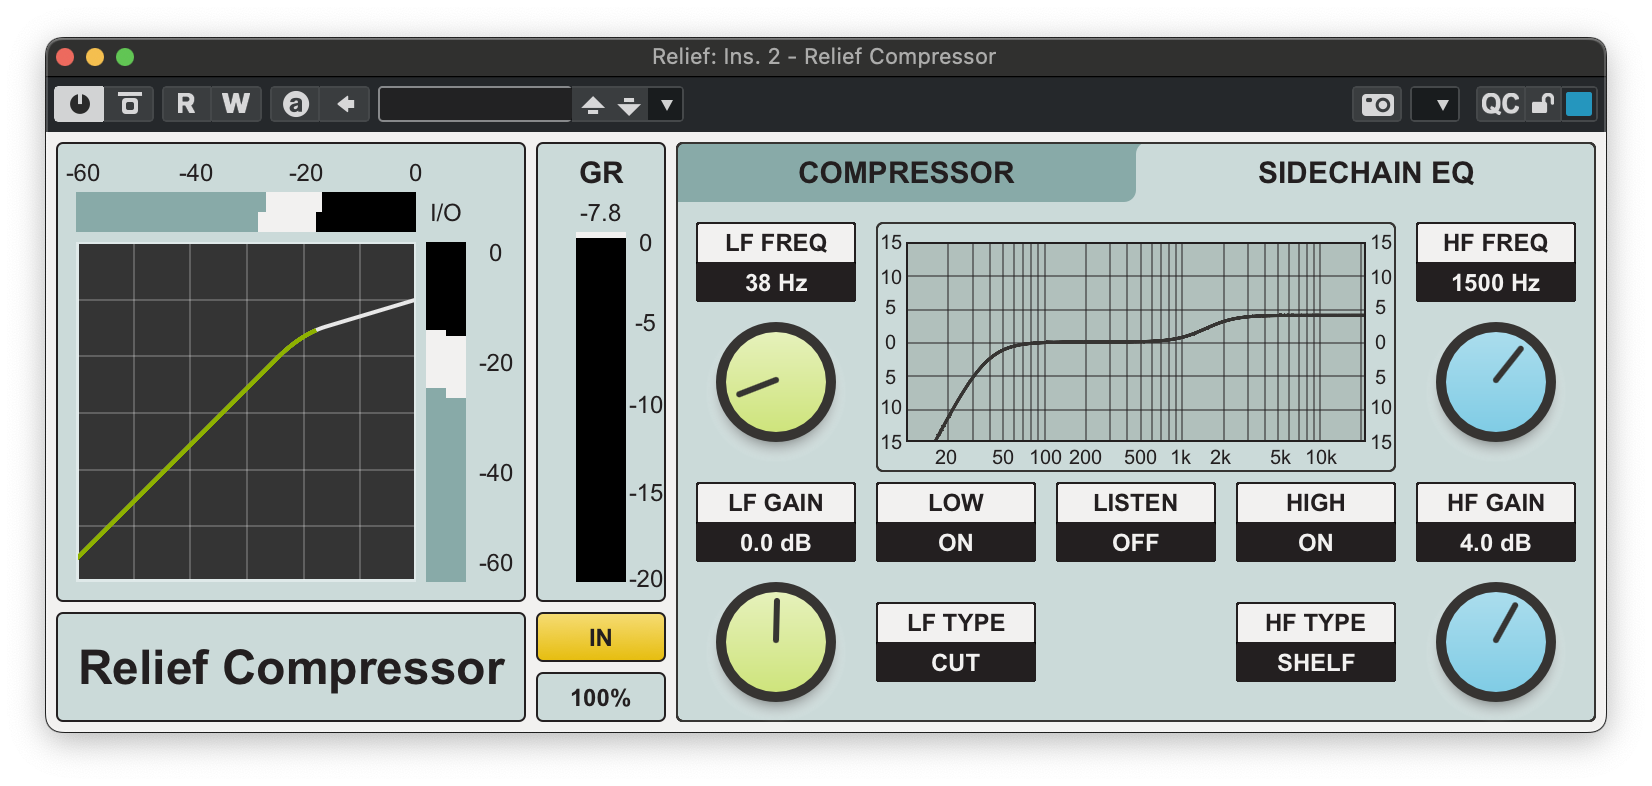 Relief: Ins. 2 - Relief Compressor
R W a QC
-60 -40 -20 0
I/O
0
-20
-40
-60
Relief Compressor
GR
-7.8
0
-5
-10
-15
-20
IN
100%
COMPRESSOR SIDECHAIN EQ
LF FREQ
38 Hz
15 15
10 10
5 5
0 0
5 5
10 10
15 15
20 50 100 200 500 1k 2k 5k 10k
HF FREQ
1500 Hz
LF GAIN
0.0 dB
LOW
ON
LISTEN
OFF
HIGH
ON
HF GAIN
4.0 dB
LF TYPE
CUT
HF TYPE
SHELF